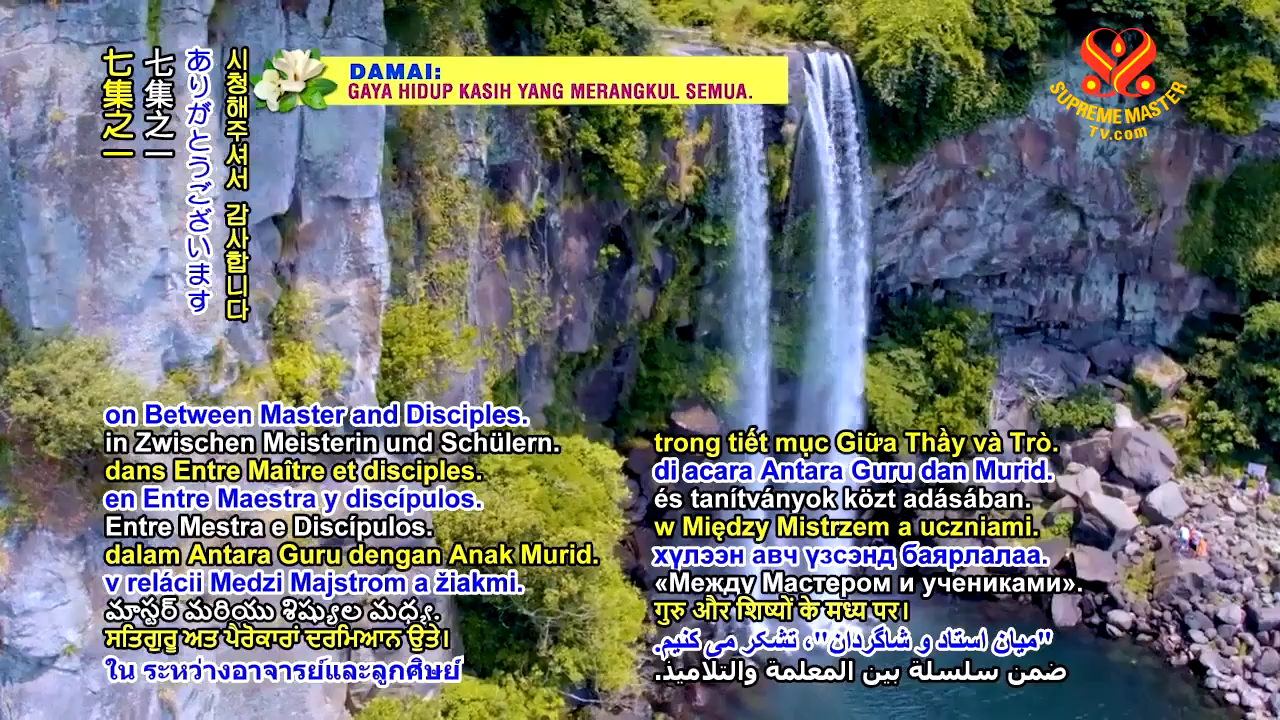 七集之一
七集之一
ありがとうございます
시청해주셔서 감사합니다
DAMAI:
GAYA HIDUP KASIH YANG MERANGKUL SEMUA.
SUPREME MASTER
TV.com
on Between Master and Disciples.
in Zwischen Meisterin und Schülern.
dans Entre Maître et disciples.
en Entre Maestra y discípulos.
Entre Mestra e Discípulos.
dalam Antara Guru dengan Anak Murid.
v relácii Medzi Majstrom a žiakmi.
మాస్టర్ మరియు శిష్యుల మధ్య.
ਸਤਿਗੁਰੂ ਅਤੇ ਪੈਰੋਕਾਰਾਂ ਦਰਮਿਆਨ ਉਤੇ।
ใน ระหว่างอาจารย์และลูกศิษย์
trong tiết mục Giữa Thầy và Trò.
di acara Antara Guru dan Murid.
és tanítványok közt adásában.
w Między Mistrzem a uczniami.
хүлээн авч үзсэнд баярлалаа.
«Между Мастером и учениками».
गुरु और शिष्यों के मध्य पर।
"میان استاد و شاگردان"، تشکر می کنیم.
ضمن سلسلة بين المعلمة والتلاميذ.